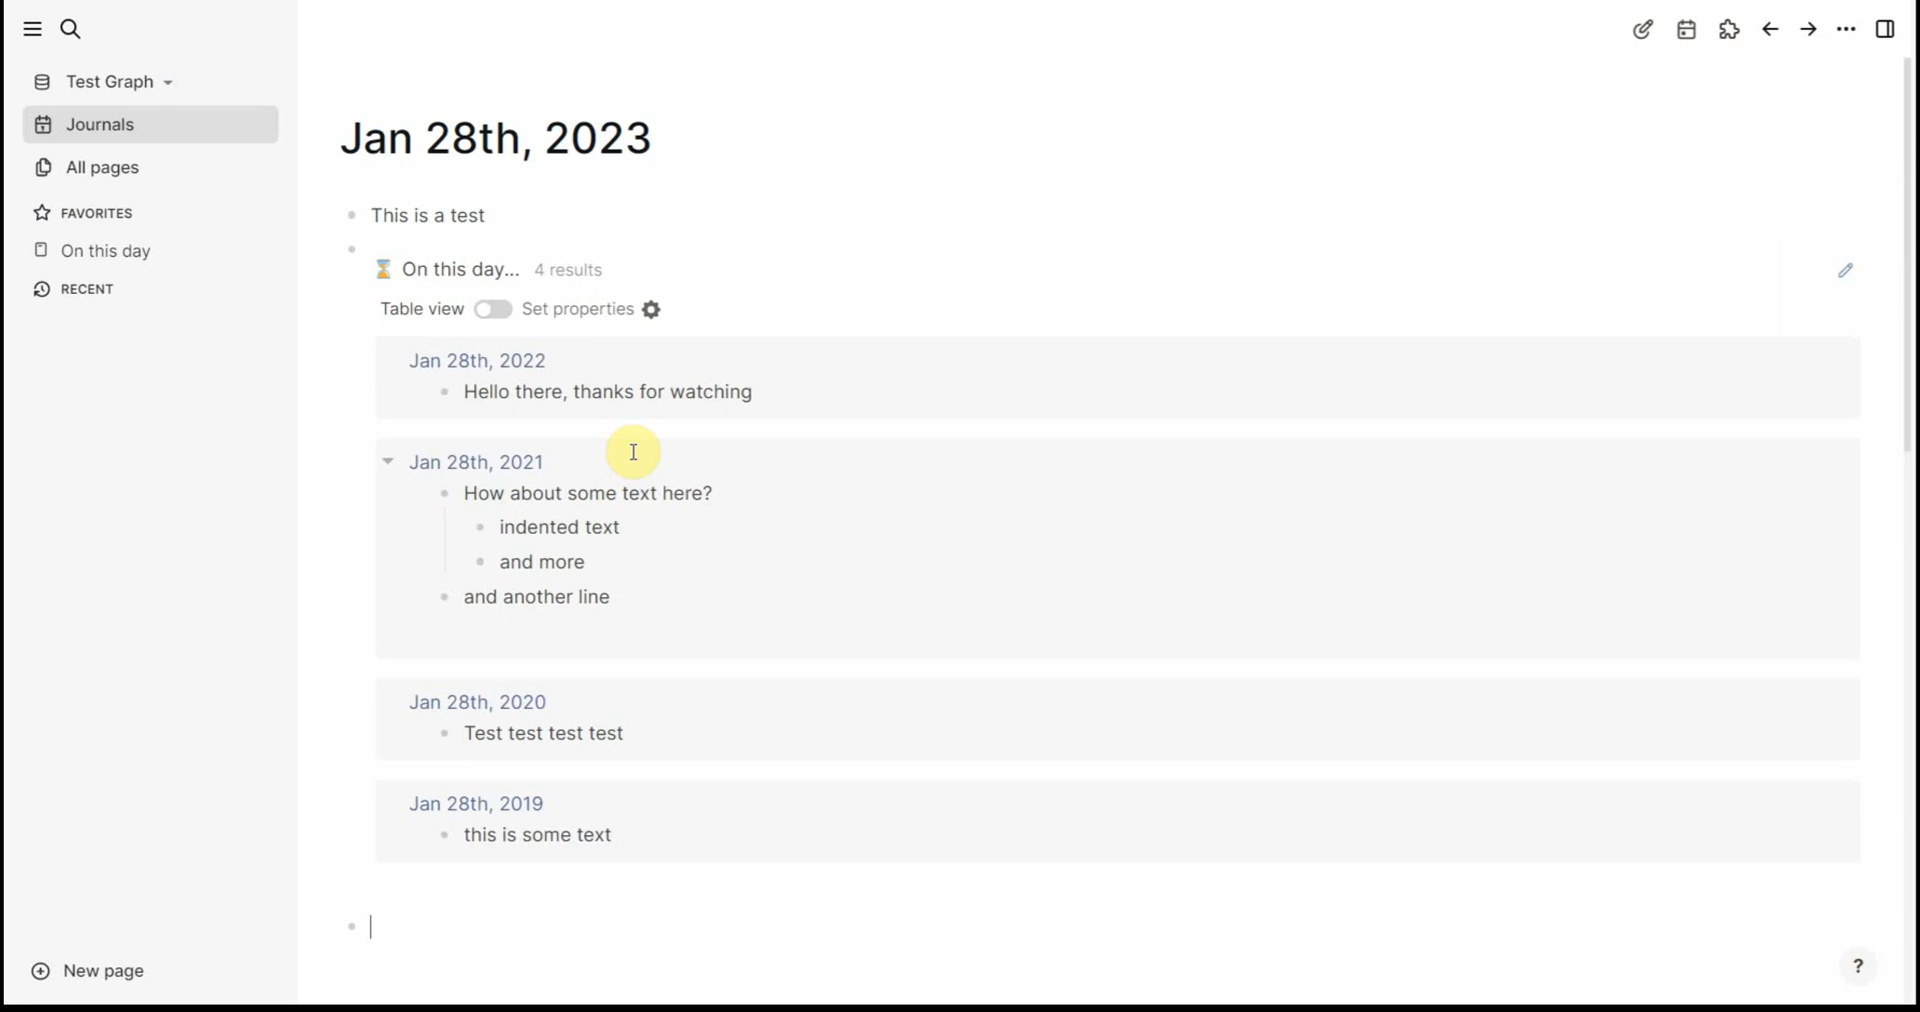 Test Graph
Journals
All pages
FAVORITES
On this day
RECENT
New page
Jan 28th, 2023
This is a test
On this day... 4 results
Table view Set properties
Jan 28th, 2022
Hello there, thanks for watching
Jan 28th, 2021
How about some text here?
indented text
and more
and another line
Jan 28th, 2020
Test test test test
Jan 28th, 2019
this is some text
?